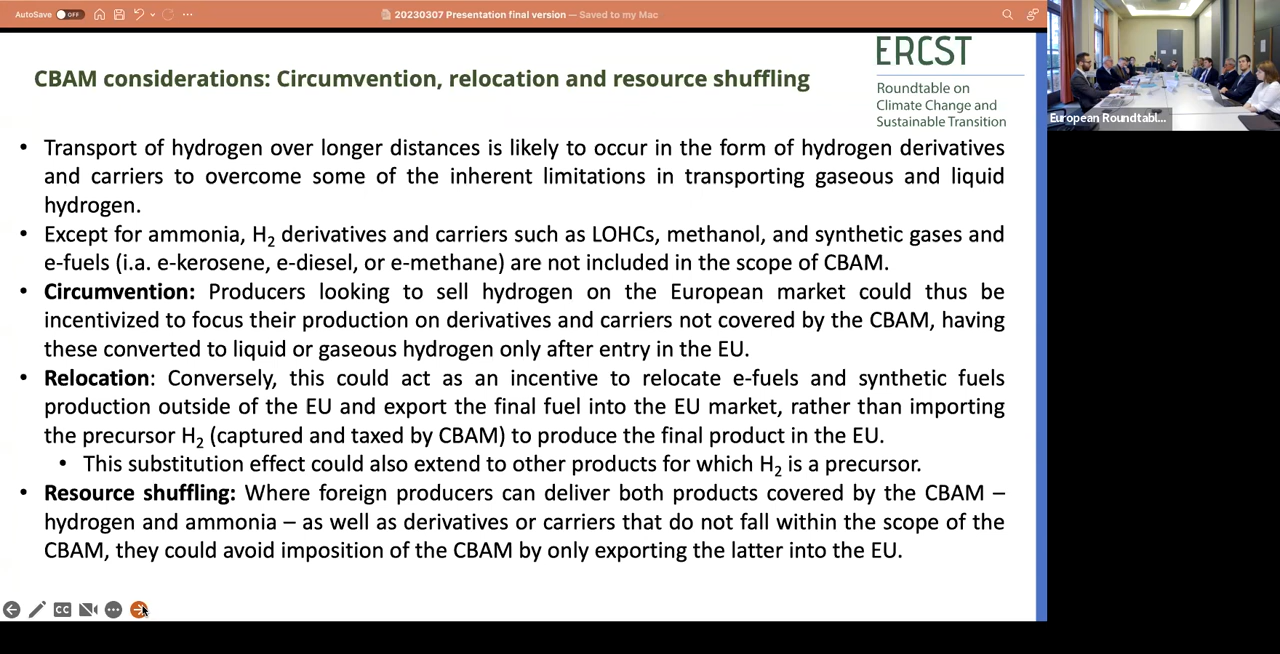 AutoSave OFF
20230307 Presentation final version — Saved to my Mac
ERCST
Roundtable on
Climate Change and
Sustainable Transition
CBAM considerations: Circumvention, relocation and resource shuffling
• Transport of hydrogen over longer distances is likely to occur in the form of hydrogen derivatives
and carriers to overcome some of the inherent limitations in transporting gaseous and liquid
hydrogen.
• Except for ammonia, H₂ derivatives and carriers such as LOHCs, methanol, and synthetic gases and
e-fuels (i.a. e-kerosene, e-diesel, or e-methane) are not included in the scope of CBAM.
• Circumvention: Producers looking to sell hydrogen on the European market could thus be
incentivized to focus their production on derivatives and carriers not covered by the CBAM, having
these converted to liquid or gaseous hydrogen only after entry in the EU.
• Relocation: Conversely, this could act as an incentive to relocate e-fuels and synthetic fuels
production outside of the EU and export the final fuel into the EU market, rather than importing
the precursor H₂ (captured and taxed by CBAM) to produce the final product in the EU.
• This substitution effect could also extend to other products for which H₂ is a precursor.
• Resource shuffling: Where foreign producers can deliver both products covered by the CBAM –
hydrogen and ammonia – as well as derivatives or carriers that do not fall within the scope of the
CBAM, they could avoid imposition of the CBAM by only exporting the latter into the EU.
CC
European Roundtabl...